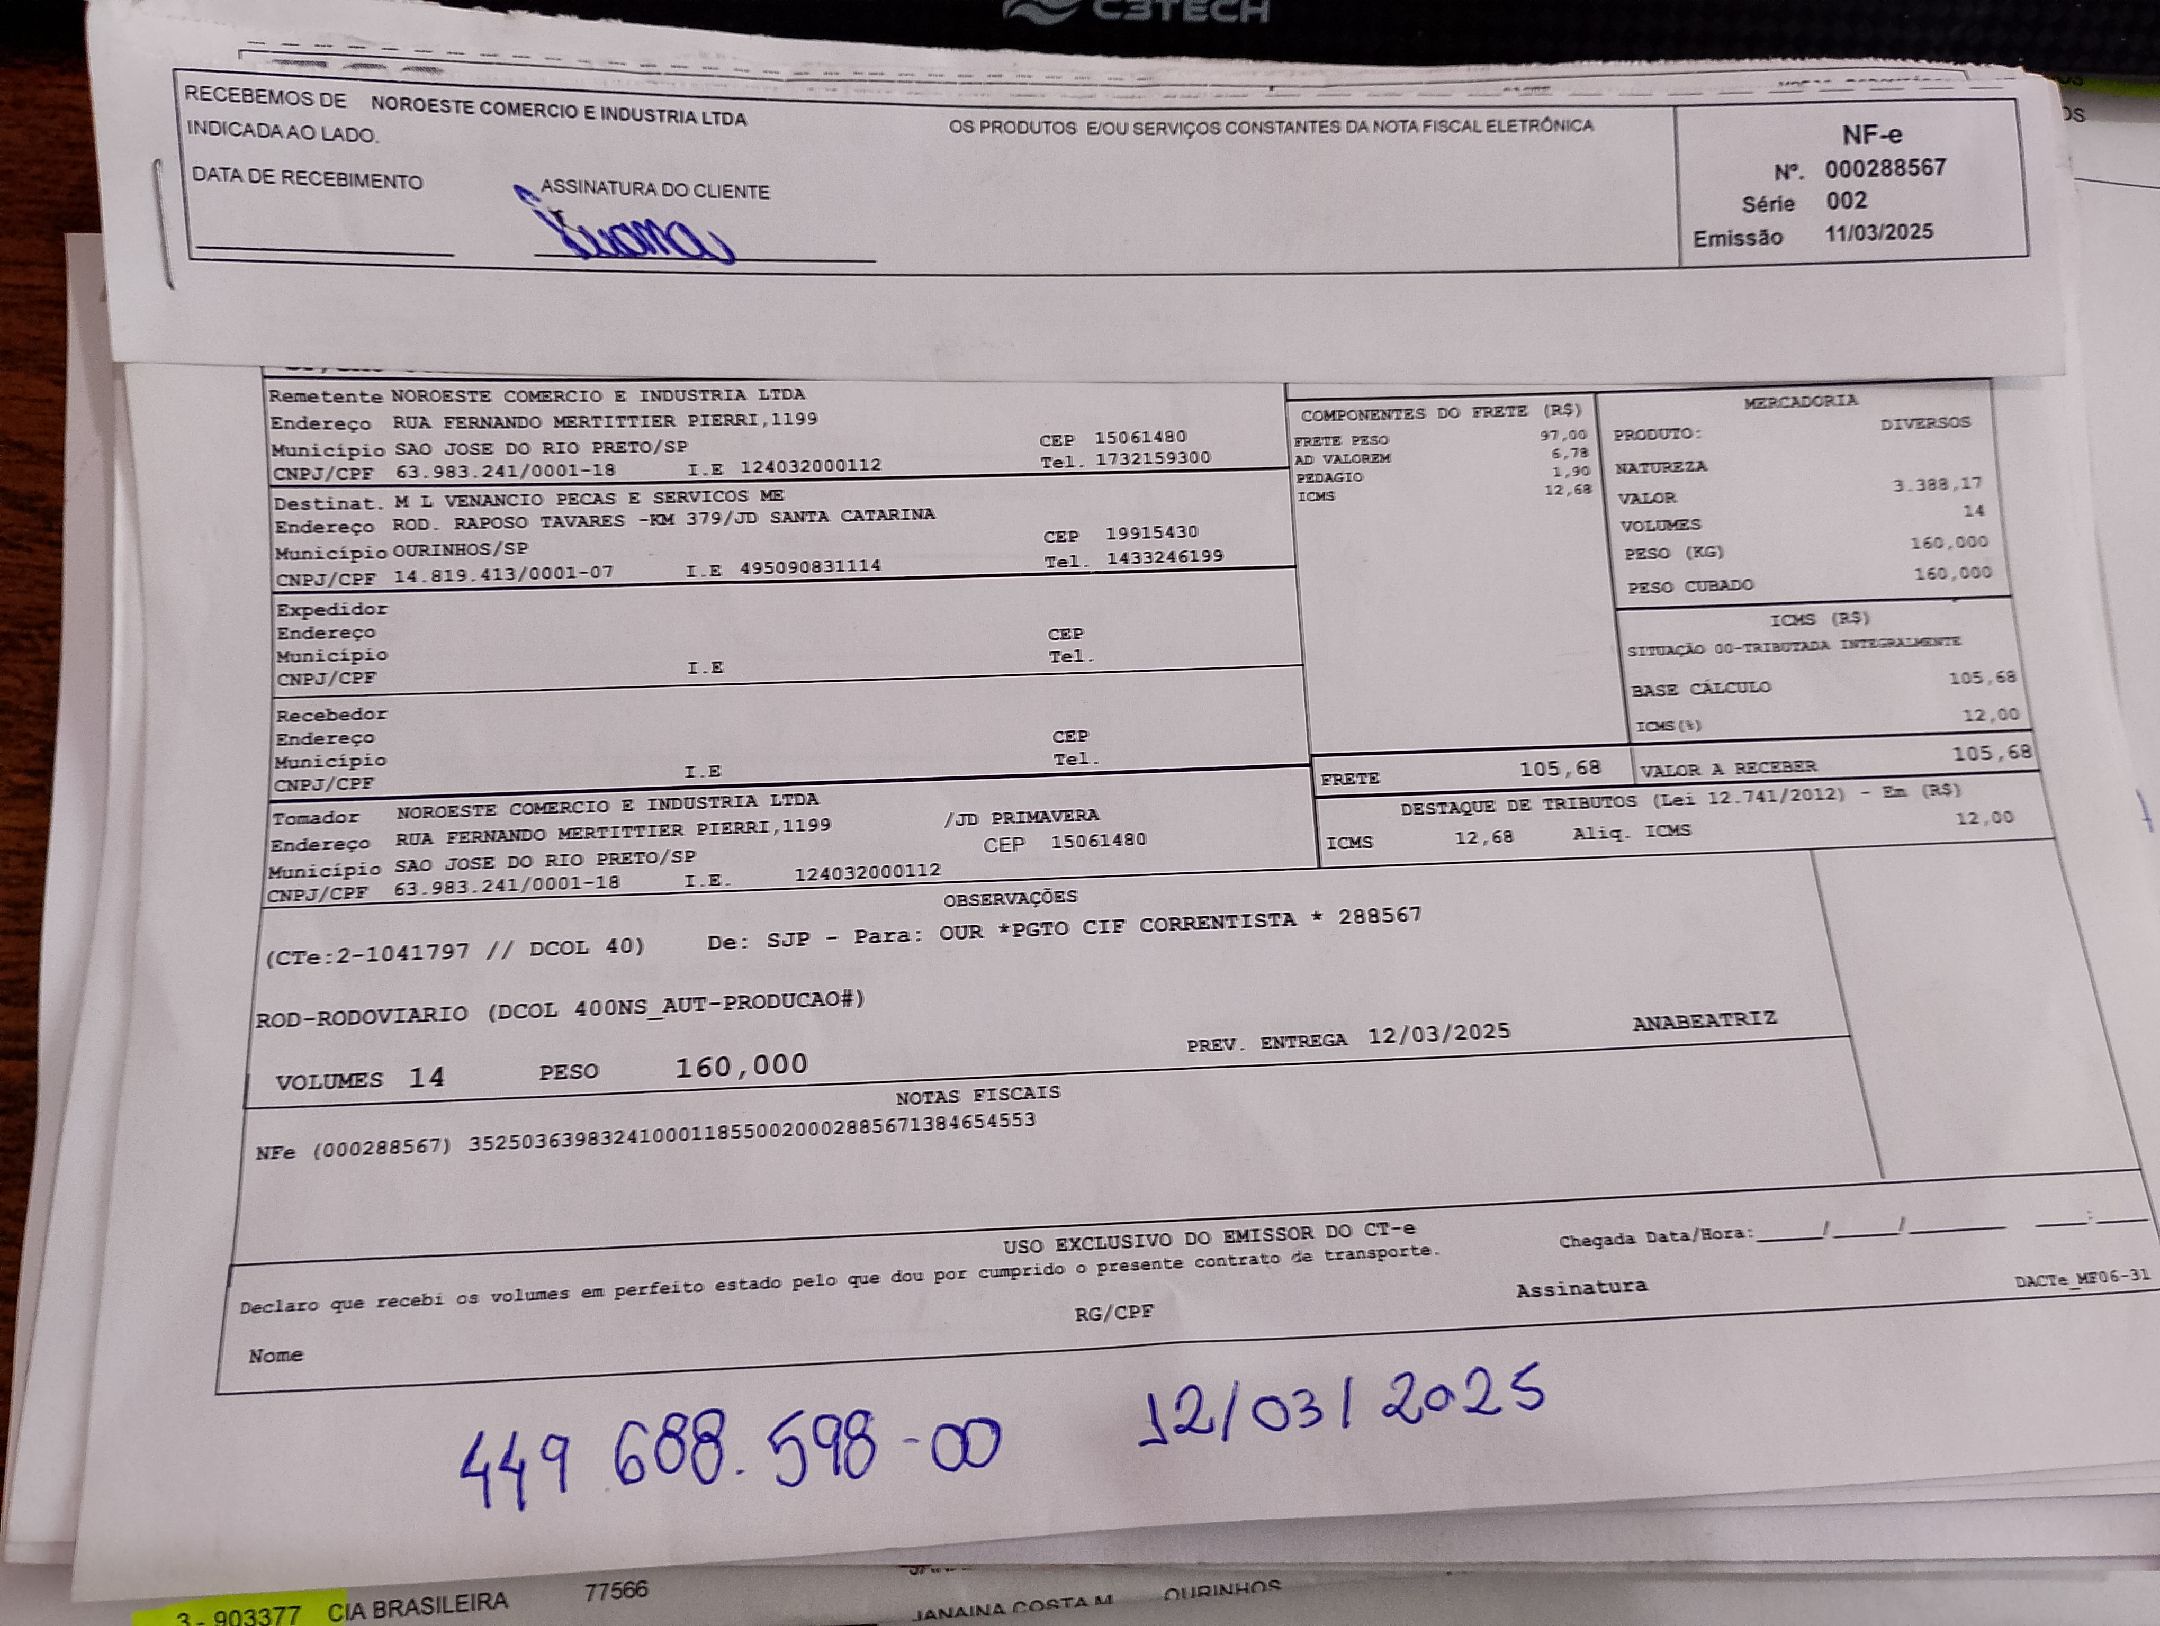 C3TECH
RECEBEMOS DE NOROESTE COMERCIO E INDUSTRIA LTDA OS PRODUTOS E/OU SERVIÇOS CONSTANTES DA NOTA FISCAL ELETRÔNICA
INDICADA AO LADO.
DATA DE RECEBIMENTO ASSINATURA DO CLIENTE
NF-e
Nº. 000288567
Série 002
Emissão 11/03/2025
Remetente NOROESTE COMERCIO E INDUSTRIA LTDA
Endereço RUA FERNANDO MERTITTIER PIERRI,1199
Município SAO JOSE DO RIO PRETO/SP CEP 15061480
CNPJ/CPF 63.983.241/0001-18 I.E 124032000112 Tel. 1732159300
Destinat. M L VENANCIO PECAS E SERVICOS ME
Endereço ROD. RAPOSO TAVARES -KM 379/JD SANTA CATARINA
Município OURINHOS/SP CEP 19915430
CNPJ/CPF 14.819.413/0001-07 I.E 495090831114 Tel. 1433246199
Expedidor
Endereço
Município CEP
CNPJ/CPF I.E Tel.
Recebedor
Endereço
Município CEP
CNPJ/CPF I.E Tel.
Tomador NOROESTE COMERCIO E INDUSTRIA LTDA
Endereço RUA FERNANDO MERTITTIER PIERRI,1199 /JD PRIMAVERA
Município SAO JOSE DO RIO PRETO/SP CEP 15061480
CNPJ/CPF 63.983.241/0001-18 I.E. 124032000112
COMPONENTES DO FRETE (R$)
FRETE PESO 97,00
AD VALOREM 6,78
PEDAGIO 1,90
ICMS 12,68
MERCADORIA
PRODUTO: DIVERSOS
NATUREZA
VALOR 3.388,17
VOLUMES 14
PESO (KG) 160,000
PESO CUBADO 160,000
ICMS (R$)
SITUAÇÃO 00-TRIBUTADA INTEGRALMENTE
BASE CÁLCULO 105,68
ICMS(%) 12,00
FRETE 105,68 VALOR A RECEBER 105,68
DESTAQUE DE TRIBUTOS (Lei 12.741/2012) - Em (R$)
ICMS 12,68 Aliq. ICMS 12,00
OBSERVAÇÕES
(CTe:2-1041797 // DCOL 40) De: SJP - Para: OUR *PGTO CIF CORRENTISTA * 288567
ROD-RODOVIARIO (DCOL 400NS_AUT-PRODUCAO#)
VOLUMES 14 PESO 160,000 PREV. ENTREGA 12/03/2025 ANABEATRIZ
NOTAS FISCAIS
NFe (000288567) 35250363983241000118550020002885671384654553
USO EXCLUSIVO DO EMISSOR DO CT-e
Declaro que recebi os volumes em perfeito estado pelo que dou por cumprido o presente contrato de transporte.
Chegada Data/Hora:_____/_____/_______ ___:____
Nome RG/CPF Assinatura DACTe_MF06-31
449 688.598-00 12/03/2025
3 - 903377 CIA BRASILEIRA 77566 JANAINA COSTA M OURINHOS